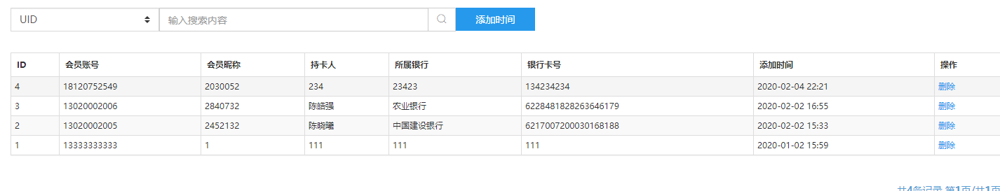 UID 输入搜索内容 添加时间
ID 会员账号 会员昵称 持卡人 所属银行 银行卡号 添加时间 操作
4 18120752549 2030052 234 23423 134234234 2020-02-04 22:21 删除
3 13020002006 2840732 陈皓强 农业银行 6228481828263646179 2020-02-02 16:55 删除
2 13020002005 2452132 陈晓曦 中国建设银行 6217007200030168188 2020-02-02 15:33 删除
1 13333333333 1 111 111 111 2020-01-02 15:59 删除
共4条记录 第1页/共1页